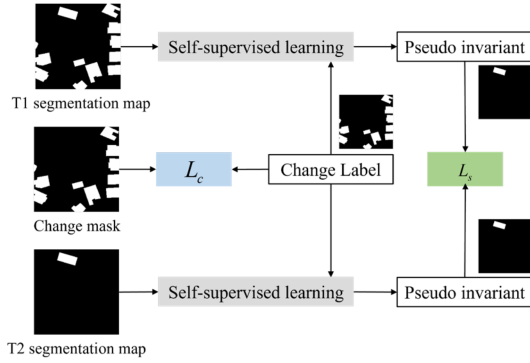 Self-supervised learning
Pseudo invariant
T1 segmentation map
L_c
Change Label
L_s
Change mask
Self-supervised learning
Pseudo invariant
T2 segmentation map